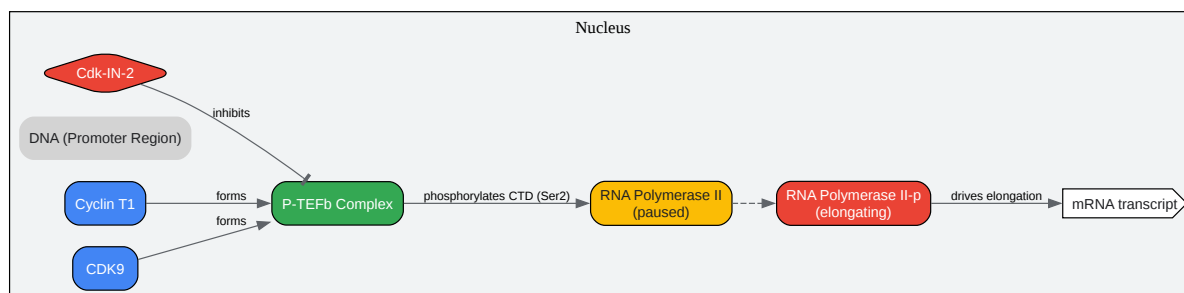 Nucleus
Cdk-IN-2
inhibits
DNA (Promoter Region)
Cyclin T1
forms
P-TEFb Complex
phosphorylates CTD (Ser2)
RNA Polymerase II
(paused)
RNA Polymerase II-p
(elongating)
drives elongation
mRNA transcript
forms
CDK9